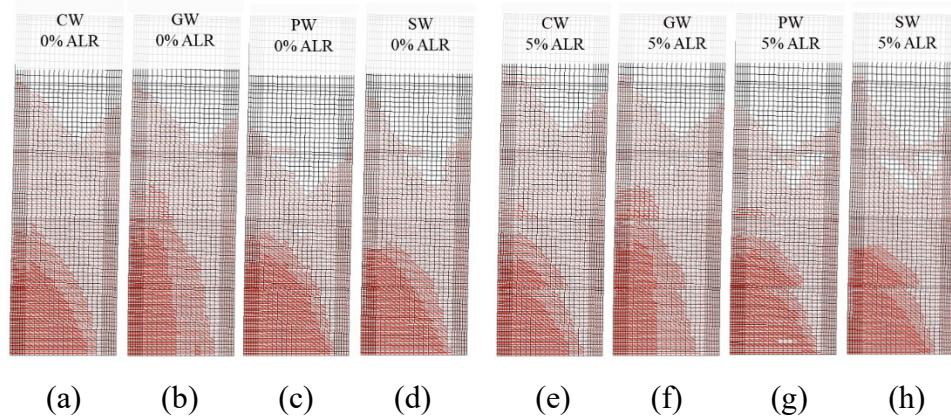 CW GW PW SW CW GW PW SW
0% ALR 0% ALR 0% ALR 0% ALR 5% ALR 5% ALR 5% ALR 5% ALR
(a) (b) (c) (d) (e) (f) (g) (h)